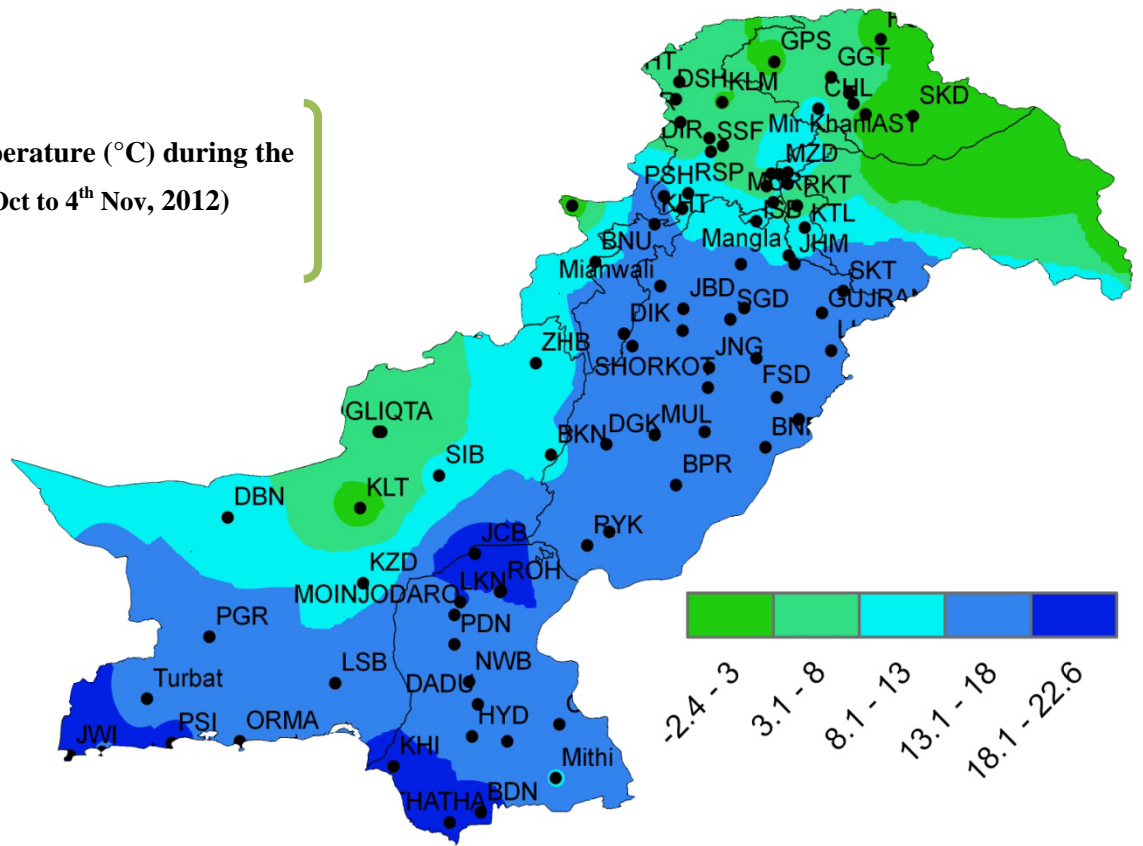 perature (°C) during the
Oct to 4th Nov, 2012)
GPS
GGT
DSH
KLM
CHL
SKD
DIR
SSF
Mir Khani
AST
MZD
PSH
RSP
RKT
KHT
ISB
KTL
BNU
Mangla
JHM
Mianwali
SKT
JBD
SGD
GUJRAN
DIK
ZHB
JNG
SHORKOT
FSD
GLIQTA
DGK
MUL
BKN
SIB
BPR
DBN
KLT
RYK
JCB
KZD
ROH
LKN
MOINJODARO
PDN
PGR
NWB
LSB
DADU
Turbat
HYD
PSI
ORMA
JWI
KHI
Mithi
BDN
THATHA
-2.4 - 3
3.1 - 8
8.1 - 13
13.1 - 18
18.1 - 22.6